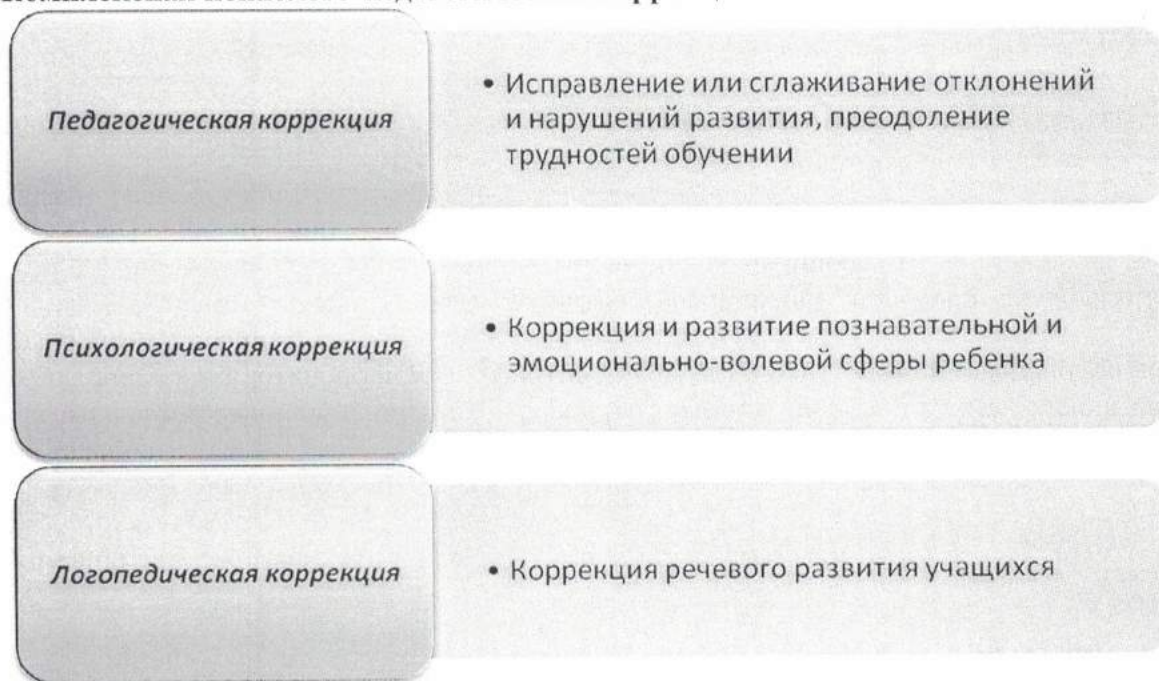 Педагогическая коррекция
• Исправление или сглаживание отклонений
и нарушений развития, преодоление
трудностей обучении
Психологическая коррекция
• Коррекция и развитие познавательной и
эмоционально-волевой сферы ребенка
Логопедическая коррекция
• Коррекция речевого развития учащихся